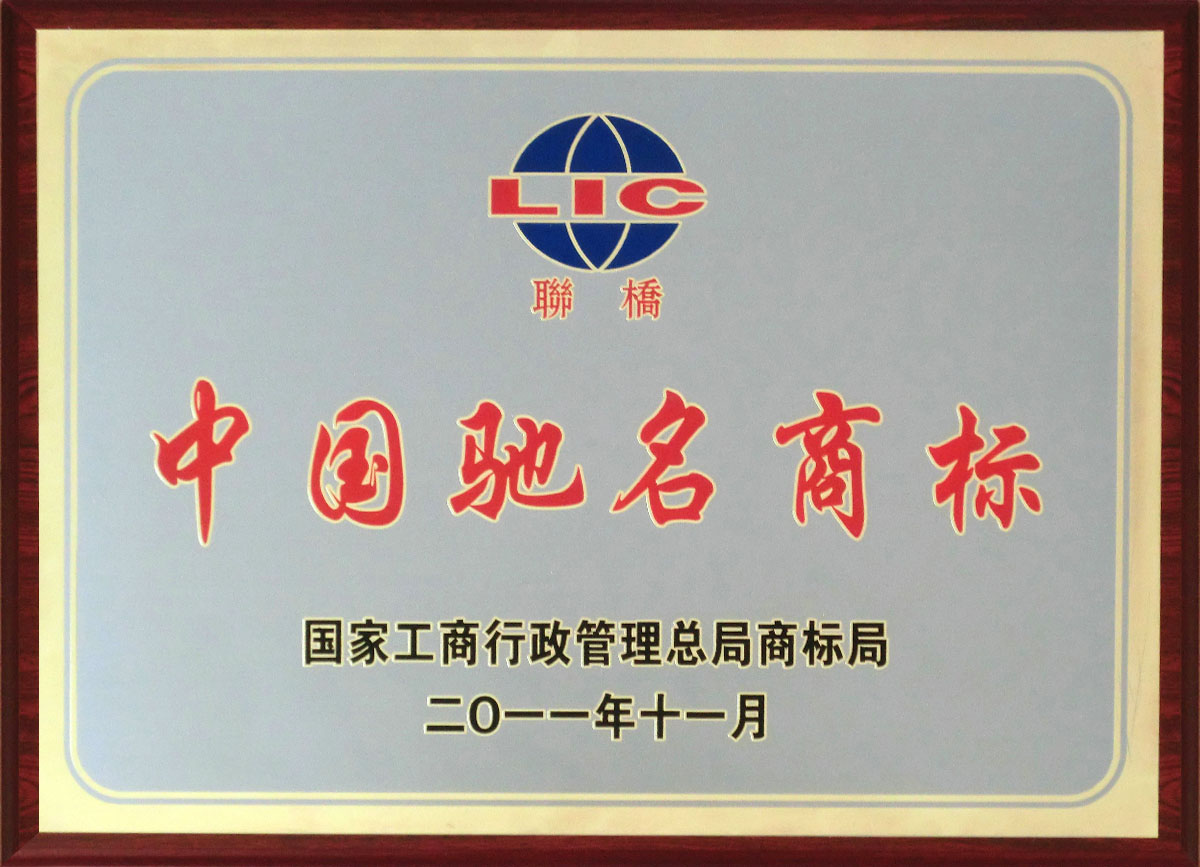 LIC
聯橋
中国驰名商标
国家工商行政管理总局商标局
二O一一年十一月